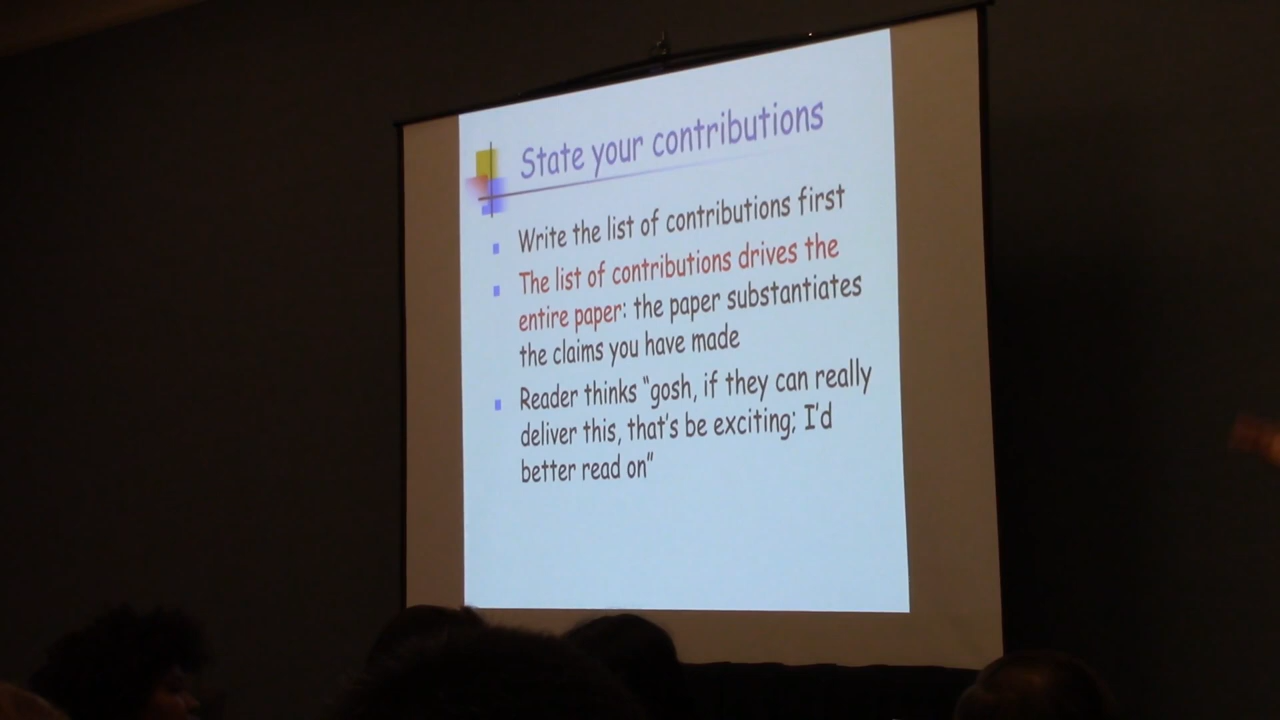 State your contributions
Write the list of contributions first
The list of contributions drives the
entire paper: the paper substantiates
the claims you have made
Reader thinks “gosh, if they can really
deliver this, that's be exciting; I'd
better read on”